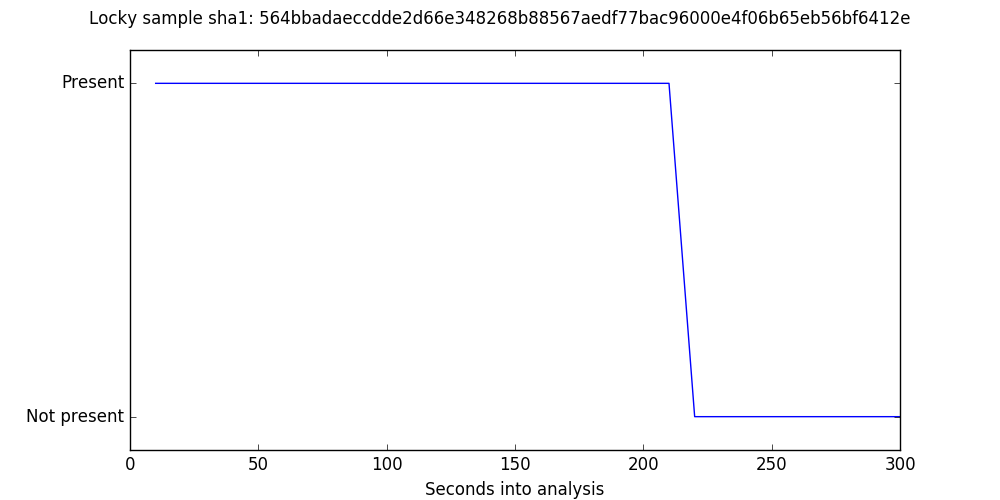 Locky sample sha1: 564bbadaeccdde2d66e348268b88567aedf77bac96000e4f06b65eb56bf6412e
Present
Not present
0 50 100 150 200 250 300
Seconds into analysis